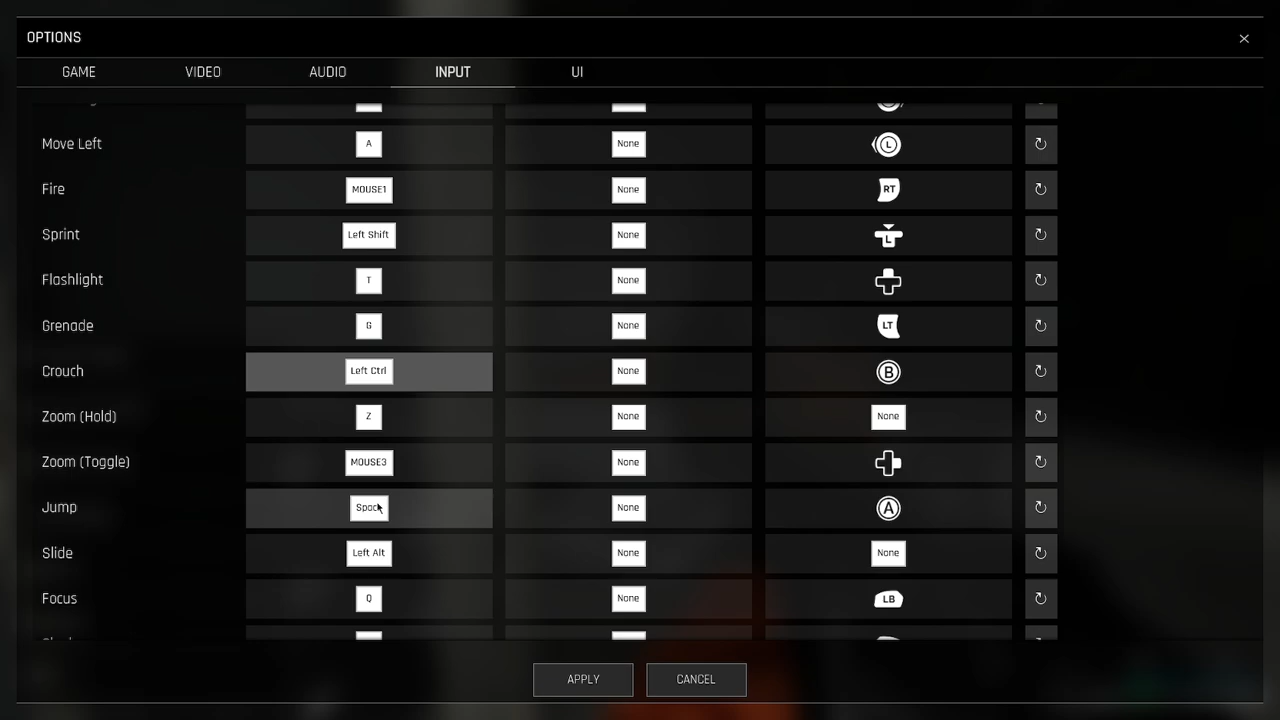 OPTIONS
GAME VIDEO AUDIO INPUT UI
Move Left A None L
Fire MOUSE1 None RT
Sprint Left Shift None L
Flashlight T None
Grenade G None LT
Crouch Left Ctrl None B
Zoom (Hold) Z None None
Zoom (Toggle) MOUSE3 None
Jump Space None A
Slide Left Alt None None
Focus Q None LB
APPLY CANCEL